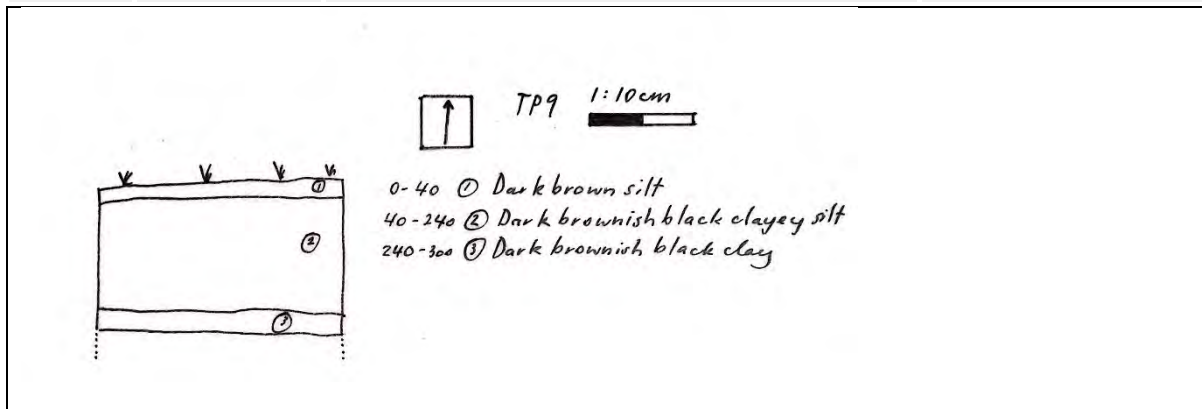 TP9 1:10cm
0-40 ① Dark brown silt
40-240 ② Dark brownish black clayey silt
240-300 ③ Dark brownish black clay
①
②
③